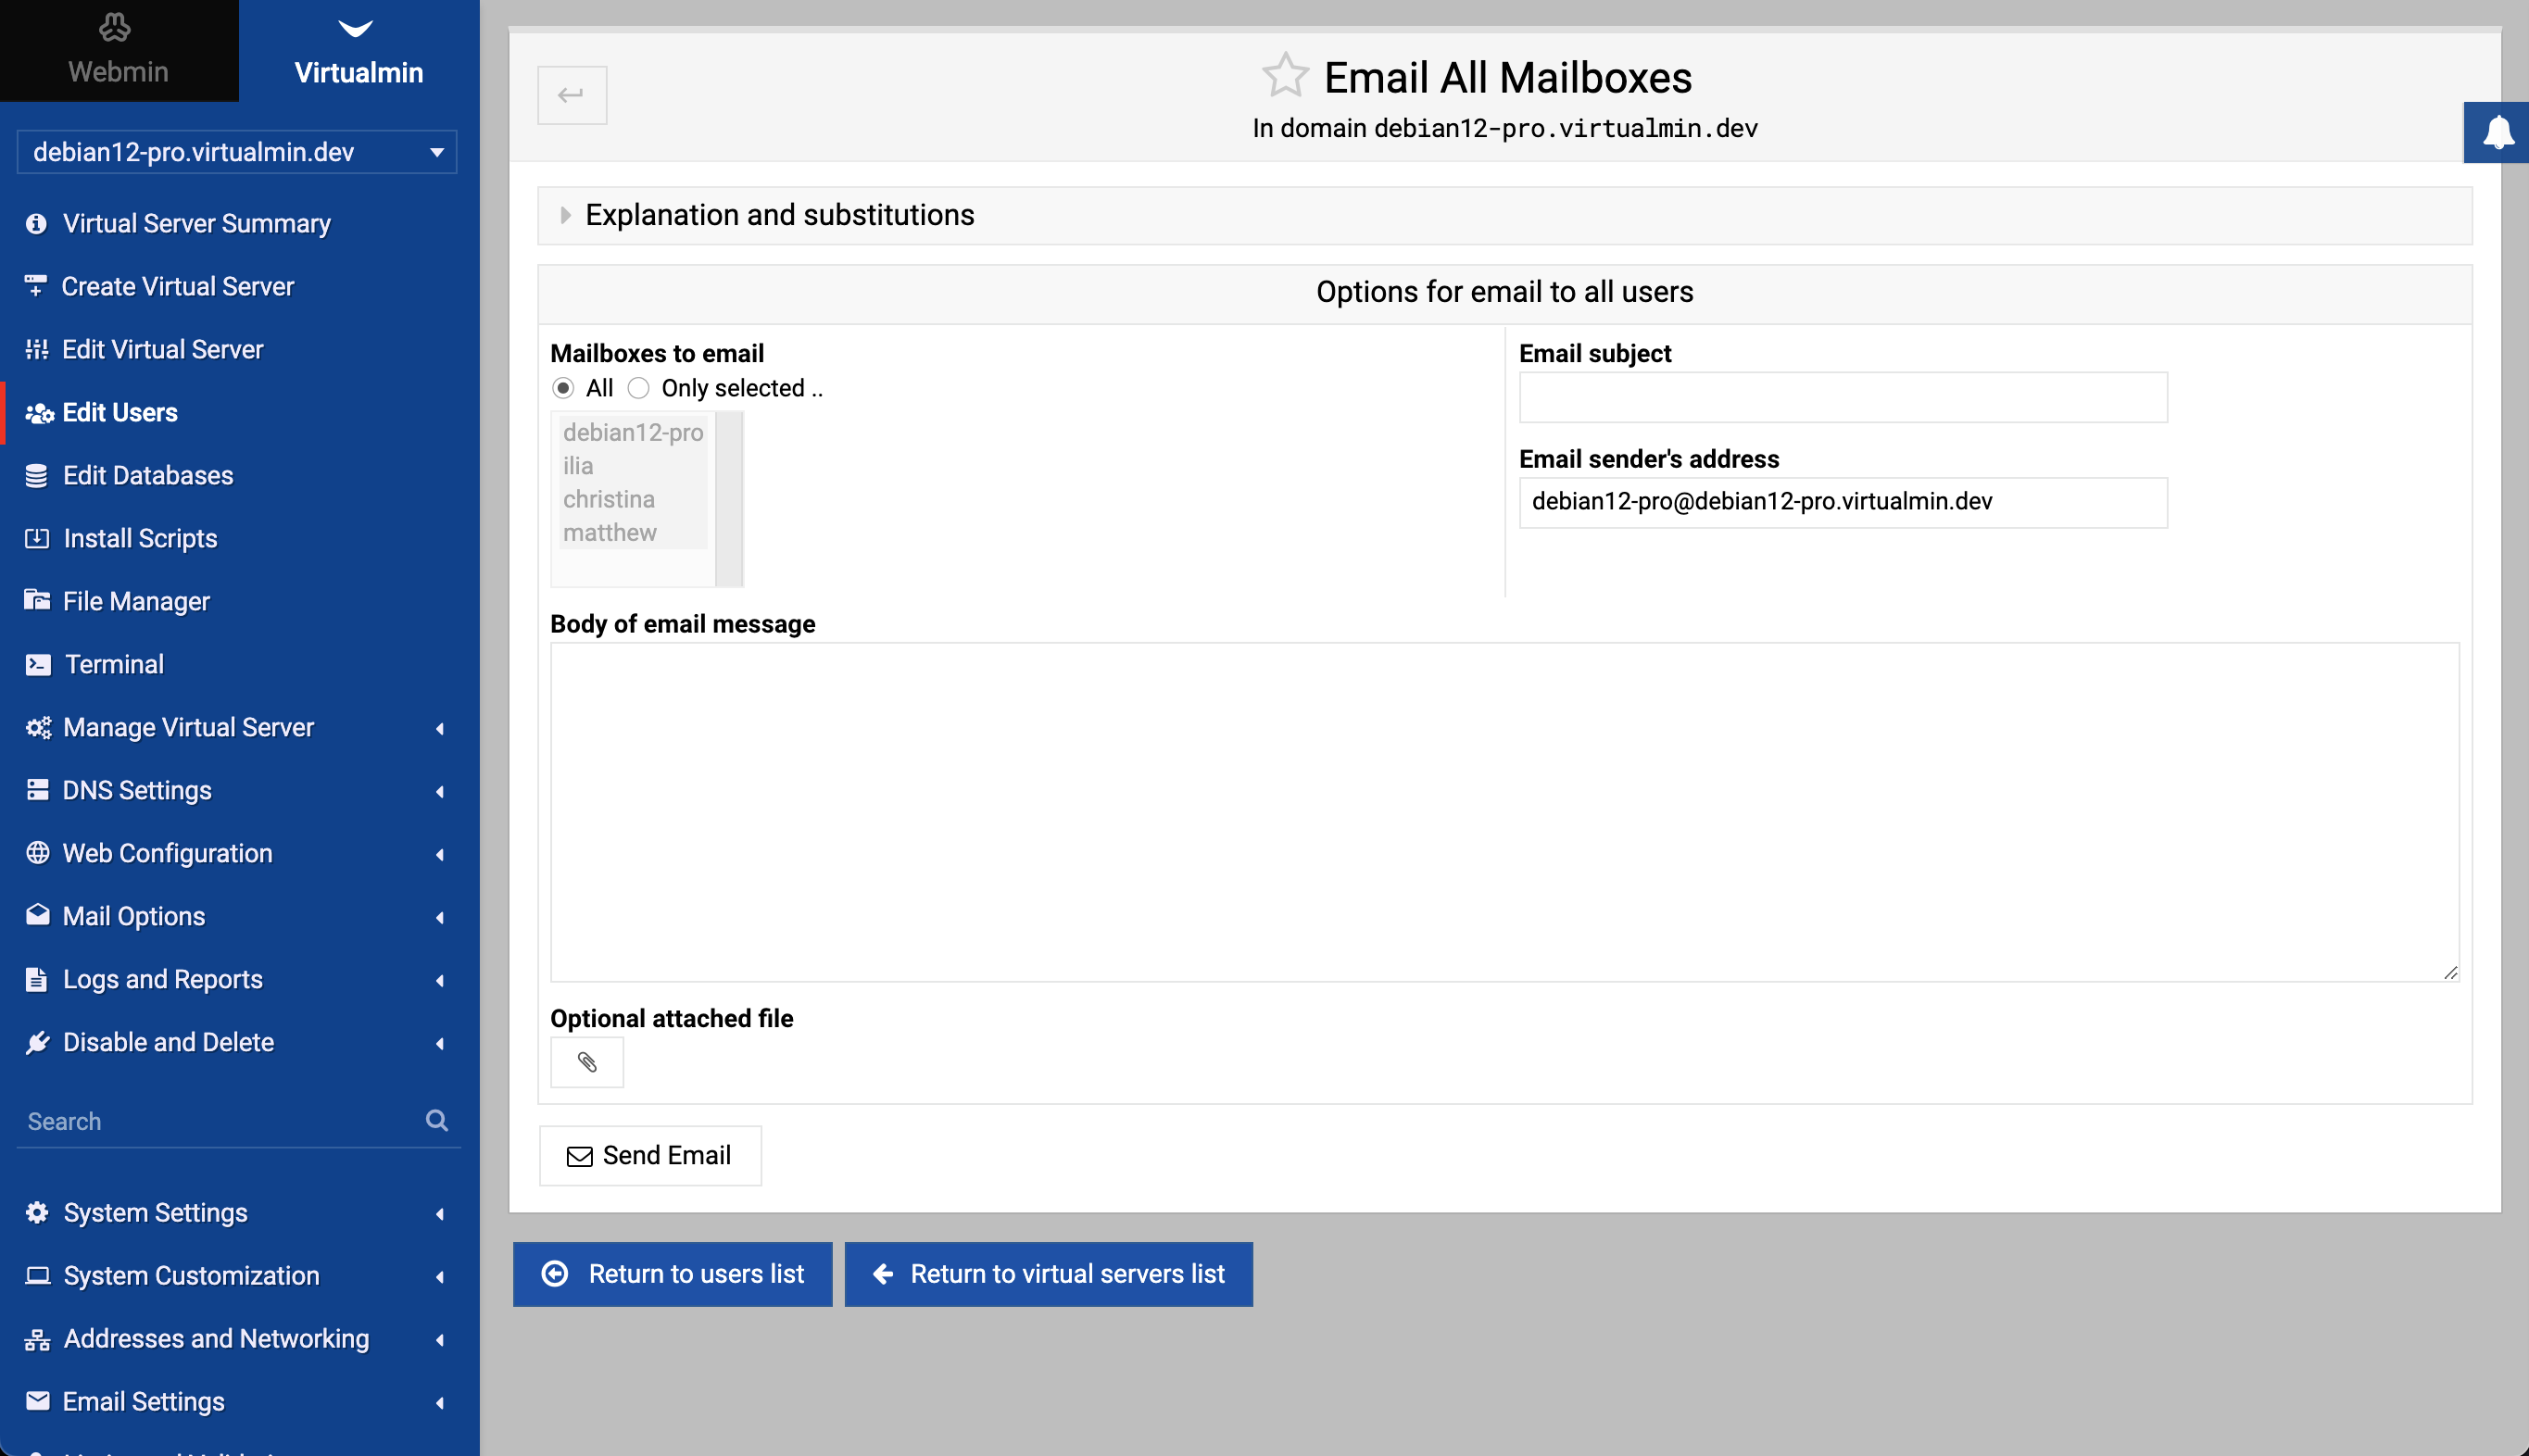 Webmin
Virtualmin
debian12-pro.virtualmin.dev
Virtual Server Summary
Create Virtual Server
Edit Virtual Server
Edit Users
Edit Databases
Install Scripts
File Manager
Terminal
Manage Virtual Server
DNS Settings
Web Configuration
Mail Options
Logs and Reports
Disable and Delete
Search
System Settings
System Customization
Addresses and Networking
Email Settings
Email All Mailboxes
In domain debian12-pro.virtualmin.dev
Explanation and substitutions
Options for email to all users
Mailboxes to email
All Only selected ..
debian12-pro
ilia
christina
matthew
Email subject
Email sender's address
debian12-pro@debian12-pro.virtualmin.dev
Body of email message
Optional attached file
Send Email
Return to users list
Return to virtual servers list